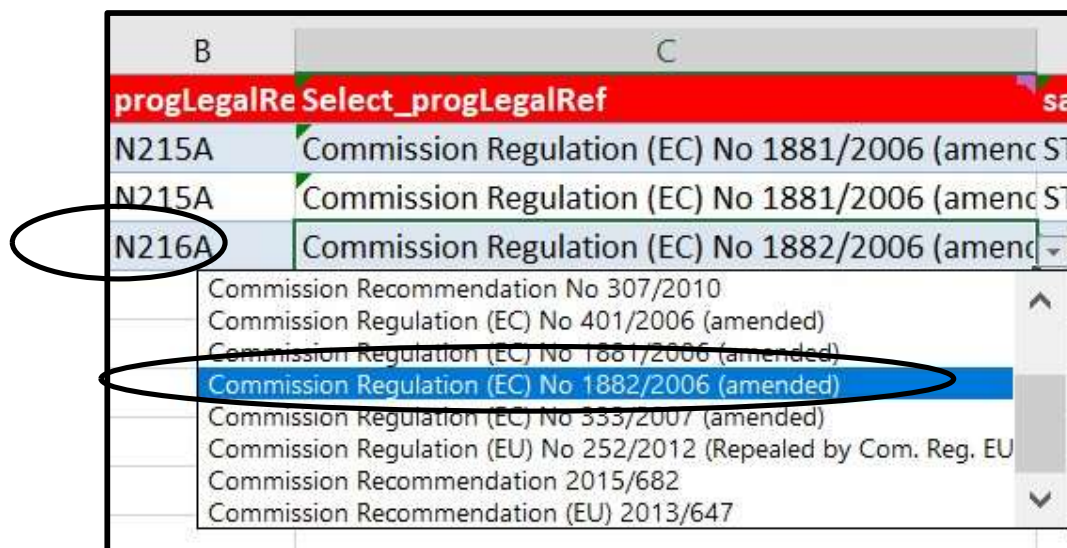 B C
progLegalRe Select_progLegalRef sa
N215A Commission Regulation (EC) No 1881/2006 (amenc ST
N215A Commission Regulation (EC) No 1881/2006 (amenc ST
N216A Commission Regulation (EC) No 1882/2006 (amenc
Commission Recommendation No 307/2010
Commission Regulation (EC) No 401/2006 (amended)
Commission Regulation (EC) No 1881/2006 (amended)
Commission Regulation (EC) No 1882/2006 (amended)
Commission Regulation (EC) No 333/2007 (amended)
Commission Regulation (EU) No 252/2012 (Repealed by Com. Reg. EU
Commission Recommendation 2015/682
Commission Recommendation (EU) 2013/647